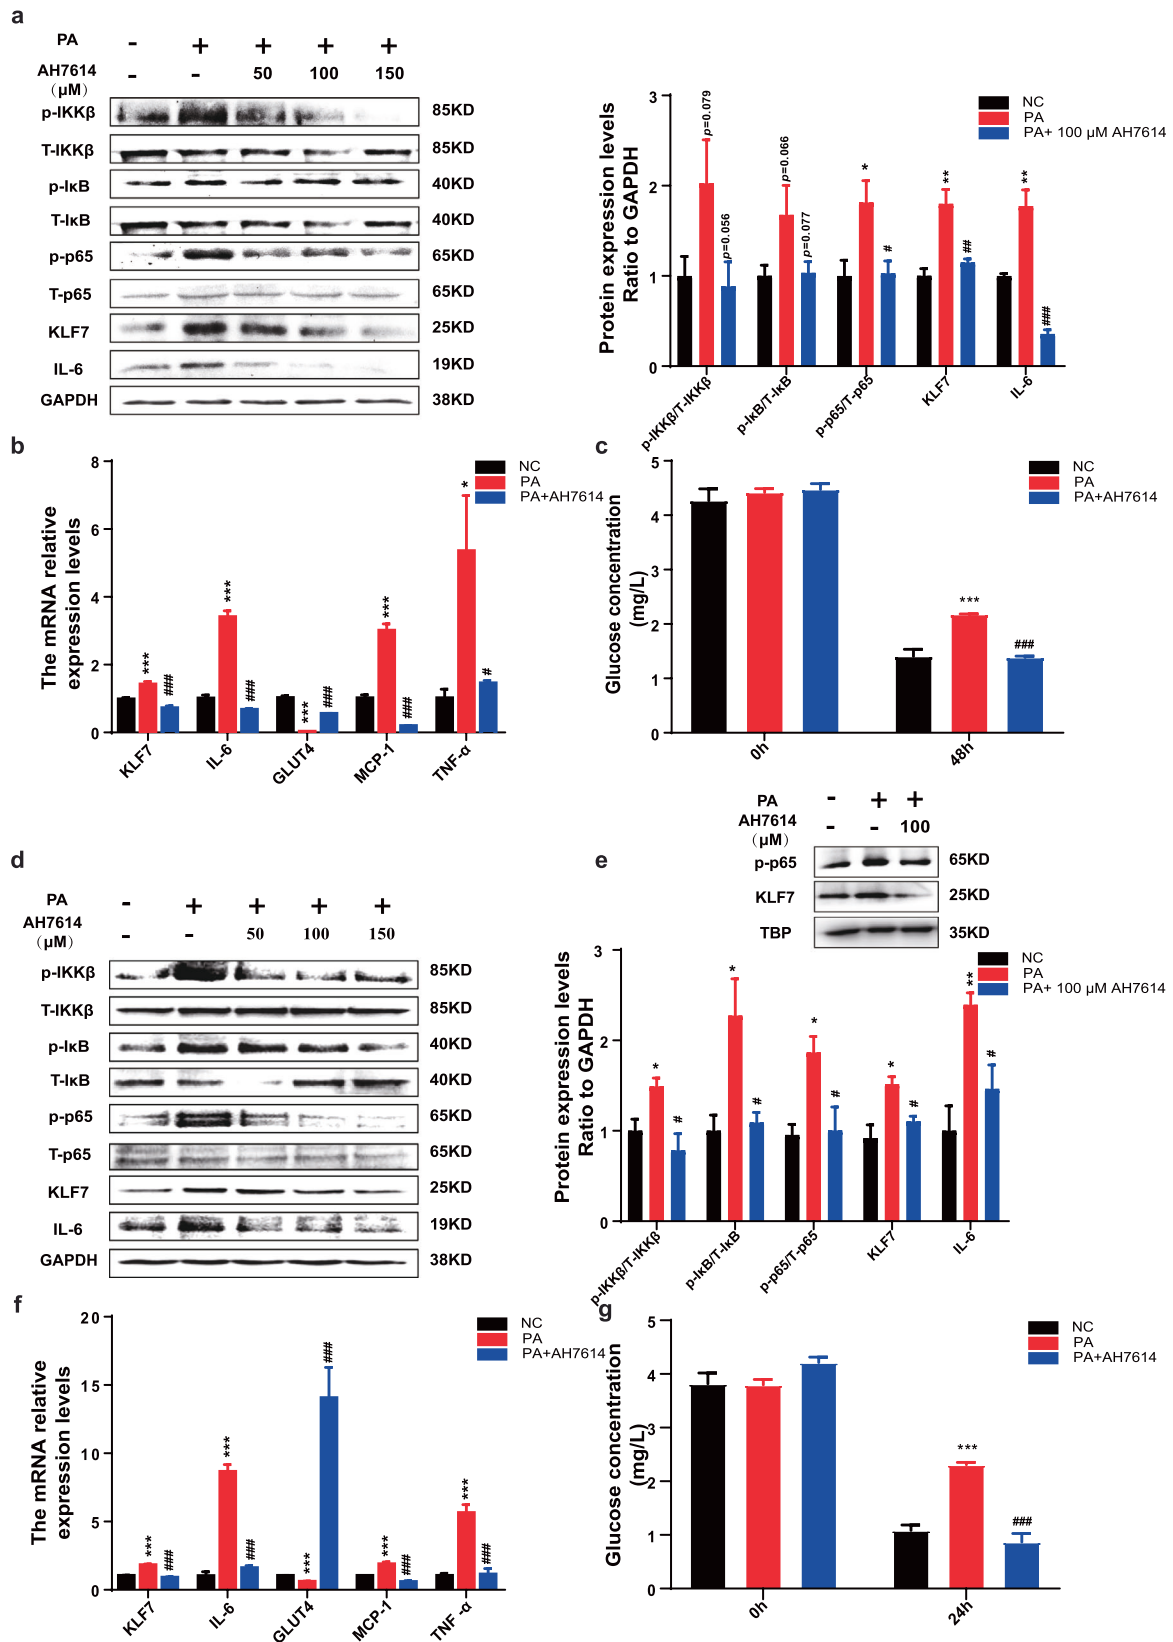 a
PA - + + + +
AH7614 - - 50 100 150
(μM)
p-IKKβ 85KD
T-IKKβ 85KD
p-IκB 40KD
T-IκB 40KD
p-p65 65KD
T-p65 65KD
KLF7 25KD
IL-6 19KD
GAPDH 38KD
Protein expression levels
Ratio to GAPDH
3
2
1
0
NC
PA
PA+ 100 μM AH7614
p=0.079
p=0.056
p=0.066
p=0.077
*
#
**
##
**
###
p-IKKβ/T-IKKβ
p-IκB/T-IκB
p-p65/T-p65
KLF7
IL-6
b
The mRNA relative
expression levels
8
6
4
2
0
NC
PA
PA+AH7614
***
###
***
###
***
###
***
###
*
#
KLF7
IL-6
GLUT4
MCP-1
TNF-α
c
Glucose concentration
(mg/L)
5
4
3
2
1
0
NC
PA
PA+AH7614
***
###
0h
48h
d
PA - + + + +
AH7614 - - 50 100 150
(μM)
p-IKKβ 85KD
T-IKKβ 85KD
p-IκB 40KD
T-IκB 40KD
p-p65 65KD
T-p65 65KD
KLF7 25KD
IL-6 19KD
GAPDH 38KD
e
PA - + +
AH7614 - - 100
(μM)
p-p65 65KD
KLF7 25KD
TBP 35KD
Protein expression levels
Ratio to GAPDH
3
2
1
0
NC
PA
PA+ 100 μM AH7614
*
#
*
#
*
#
*
#
**
#
p-IKKβ/T-IKKβ
p-IκB/T-IκB
p-p65/T-p65
KLF7
IL-6
f
The mRNA relative
expression levels
20
15
10
5
0
NC
PA
PA+AH7614
***
###
***
###
***
###
***
###
***
###
KLF7
IL-6
GLUT4
MCP-1
TNF -α
g
Glucose concentration
(mg/L)
5
4
3
2
1
0
NC
PA
PA+AH7614
***
###
0h
24h